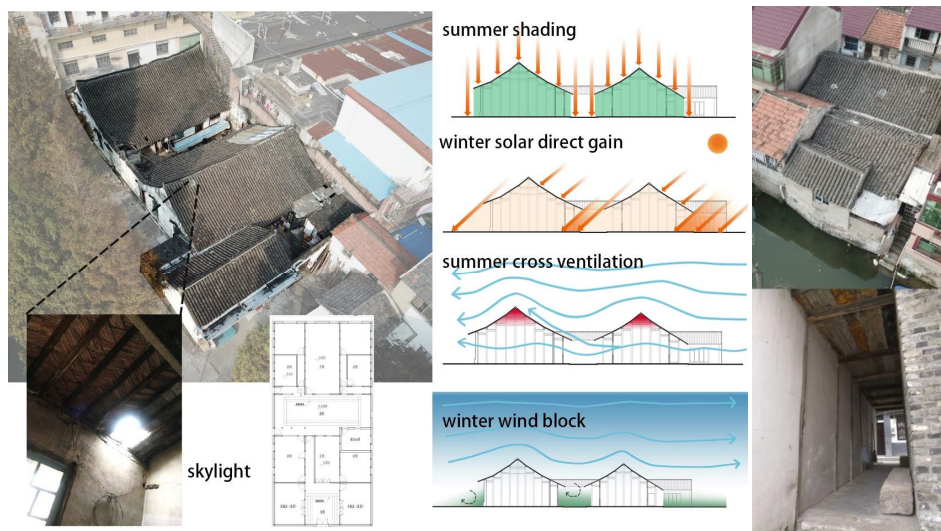 summer shading
winter solar direct gain
summer cross ventilation
winter wind block
skylight